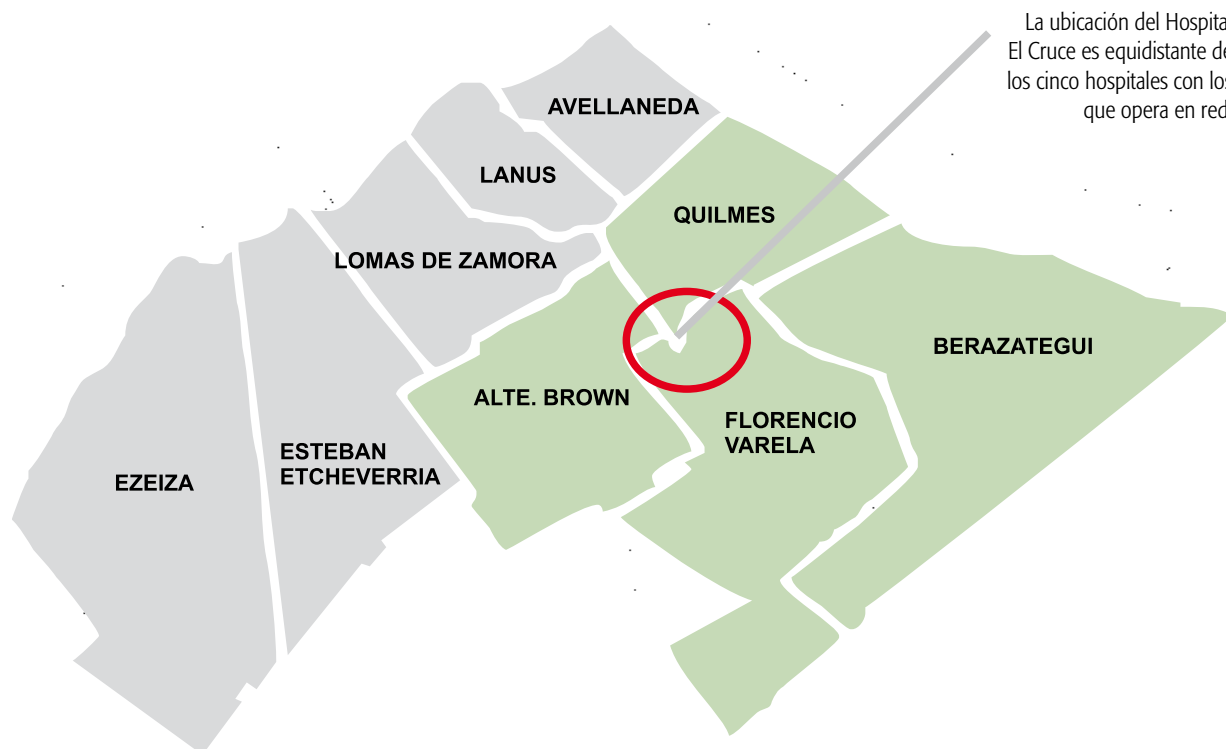 La ubicación del Hospita
El Cruce es equidistante de
los cinco hospitales con los
que opera en red
AVELLANEDA
LANUS
QUILMES
LOMAS DE ZAMORA
BERAZATEGUI
ALTE. BROWN
FLORENCIO
VARELA
ESTEBAN
ETCHEVERRIA
EZEIZA